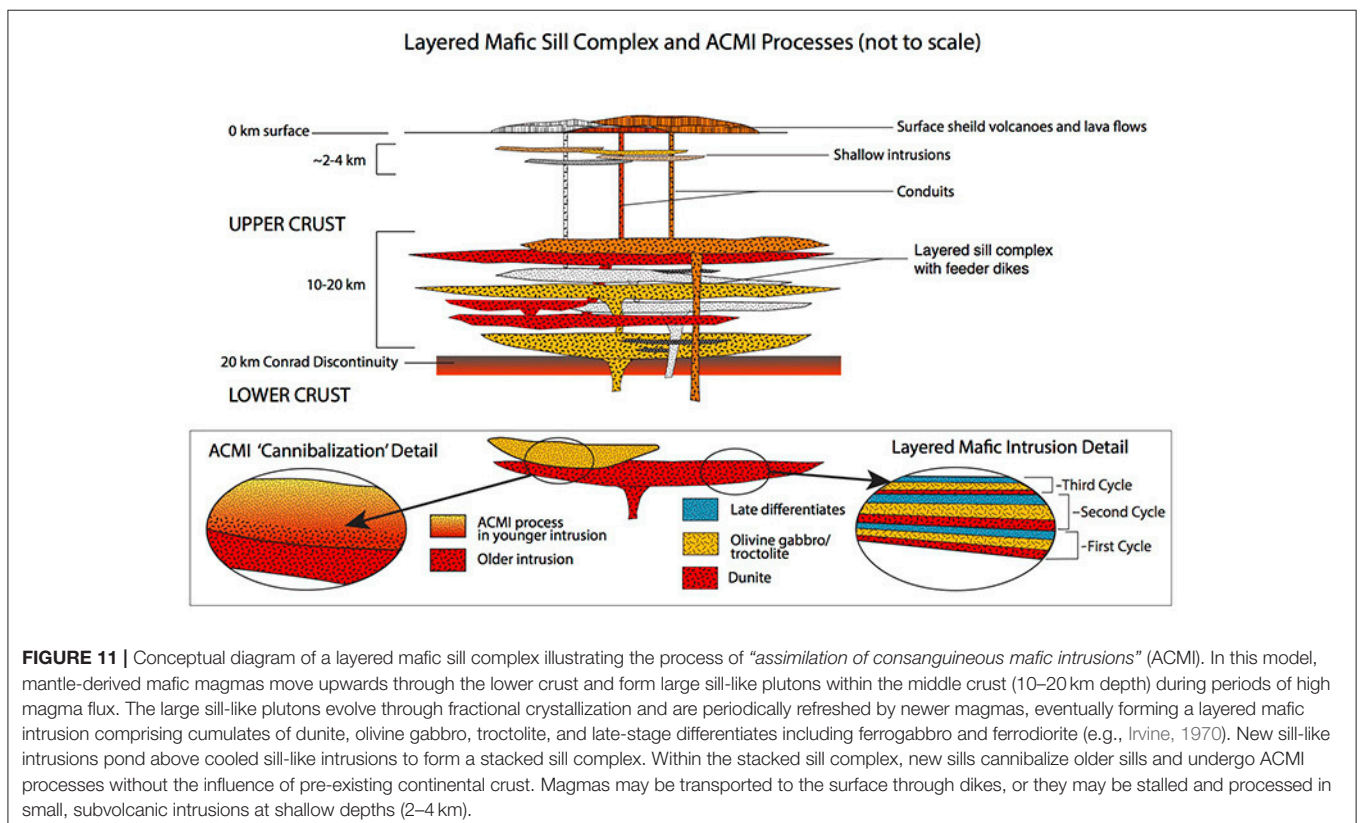 Layered Mafic Sill Complex and ACMI Processes (not to scale)
0 km surface
Surface sheild volcanoes and lava flows
~2-4 km
Shallow intrusions
Conduits
UPPER CRUST
Layered sill complex
with feeder dikes
10-20 km
20 km Conrad Discontinuity
LOWER CRUST
ACMI 'Cannibalization' Detail
Layered Mafic Intrusion Detail
ACMI process
in younger intrusion
Older intrusion
Late differentiates
Olivine gabbro/
troctolite
Dunite
Third Cycle
Second Cycle
First Cycle
FIGURE 11 | Conceptual diagram of a layered mafic sill complex illustrating the process of "assimilation of consanguineous mafic intrusions" (ACMI). In this model,
mantle-derived mafic magmas move upwards through the lower crust and form large sill-like plutons within the middle crust (10–20 km depth) during periods of high
magma flux. The large sill-like plutons evolve through fractional crystallization and are periodically refreshed by newer magmas, eventually forming a layered mafic
intrusion comprising cumulates of dunite, olivine gabbro, troctolite, and late-stage differentiates including ferrogabbro and ferrodiorite (e.g., Irvine, 1970). New sill-like
intrusions pond above cooled sill-like intrusions to form a stacked sill complex. Within the stacked sill complex, new sills cannibalize older sills and undergo ACMI
processes without the influence of pre-existing continental crust. Magmas may be transported to the surface through dikes, or they may be stalled and processed in
small, subvolcanic intrusions at shallow depths (2–4 km).